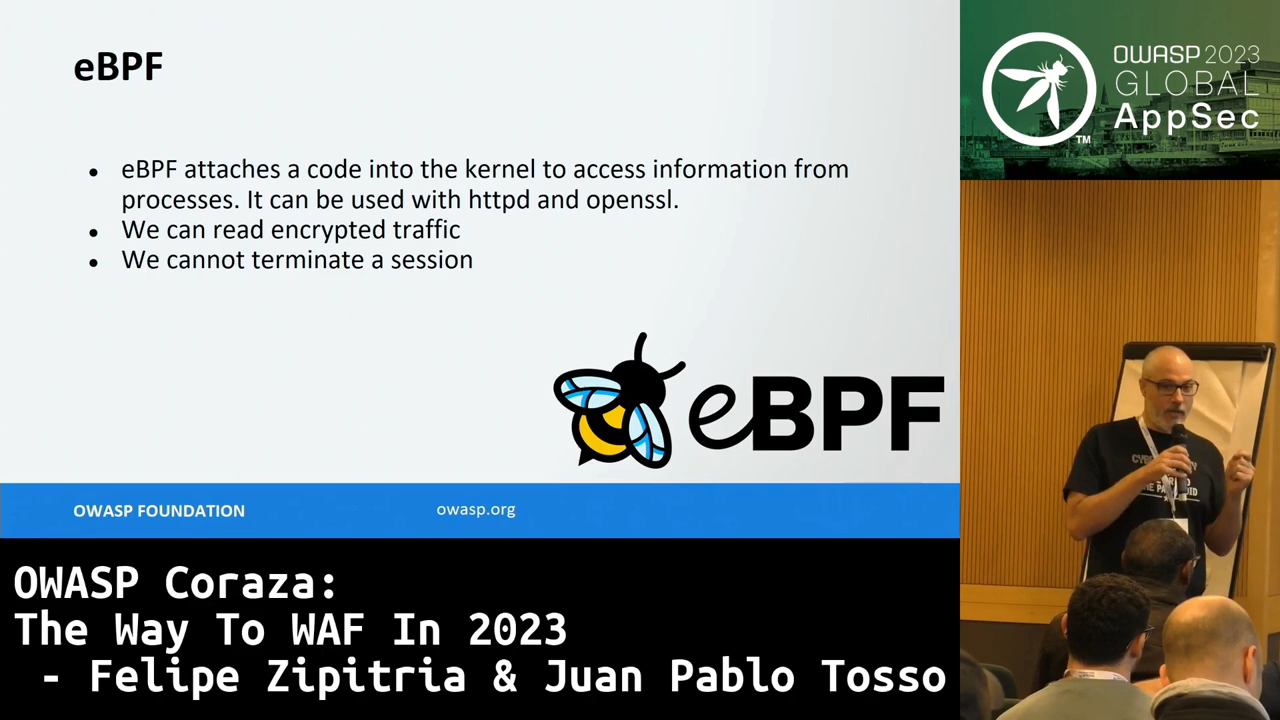 eBPF
eBPF attaches a code into the kernel to access information from
processes. It can be used with httpd and openssl.
We can read encrypted traffic
We cannot terminate a session
eBPF
OWASP FOUNDATION
owasp.org
OWASP 2023
GLOBAL
AppSec
TM
OWASP Coraza:
The Way To WAF In 2023
- Felipe Zipitria & Juan Pablo Tosso